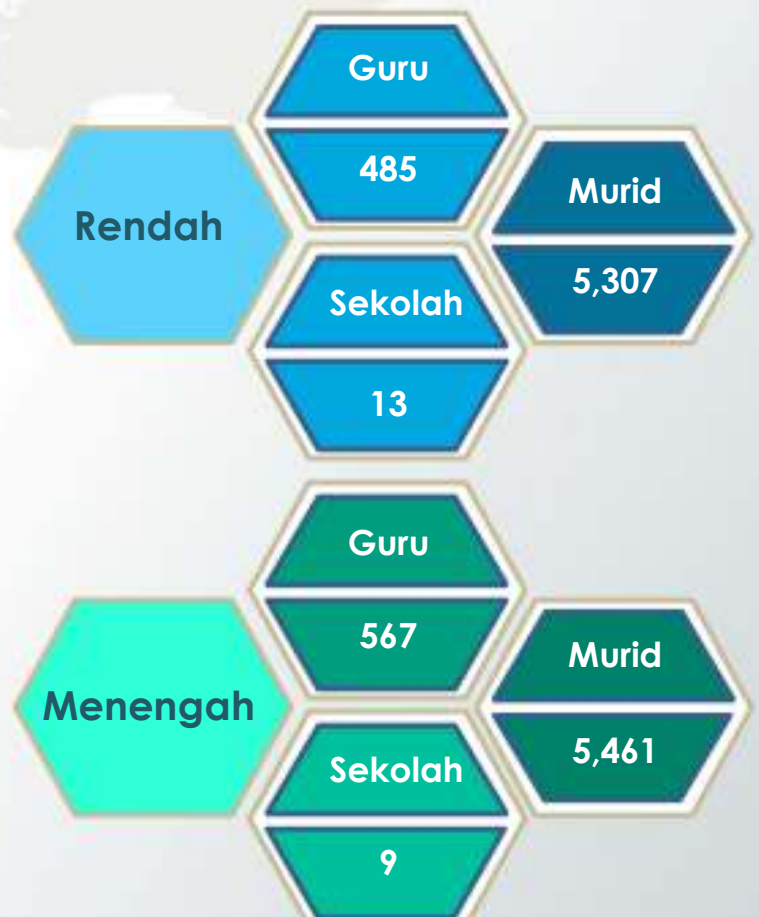 Rendah
Guru
485
Sekolah
13
Murid
5,307
Menengah
Guru
567
Sekolah
9
Murid
5,461